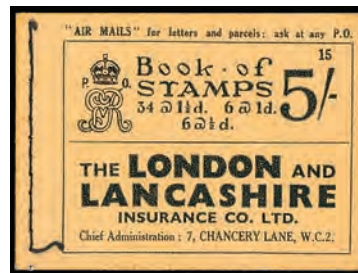 "AIR MAILS" for letters and parcels: ask at any P.O.
15
Book · of
P. O.
STAMPS 5/-
34 @ 1½d. 6 @ 1d.
6 @ ½d.
THE LONDON AND
LANCASHIRE
INSURANCE CO. LTD.
Chief Administration : 7, CHANCERY LANE, W.C.2.